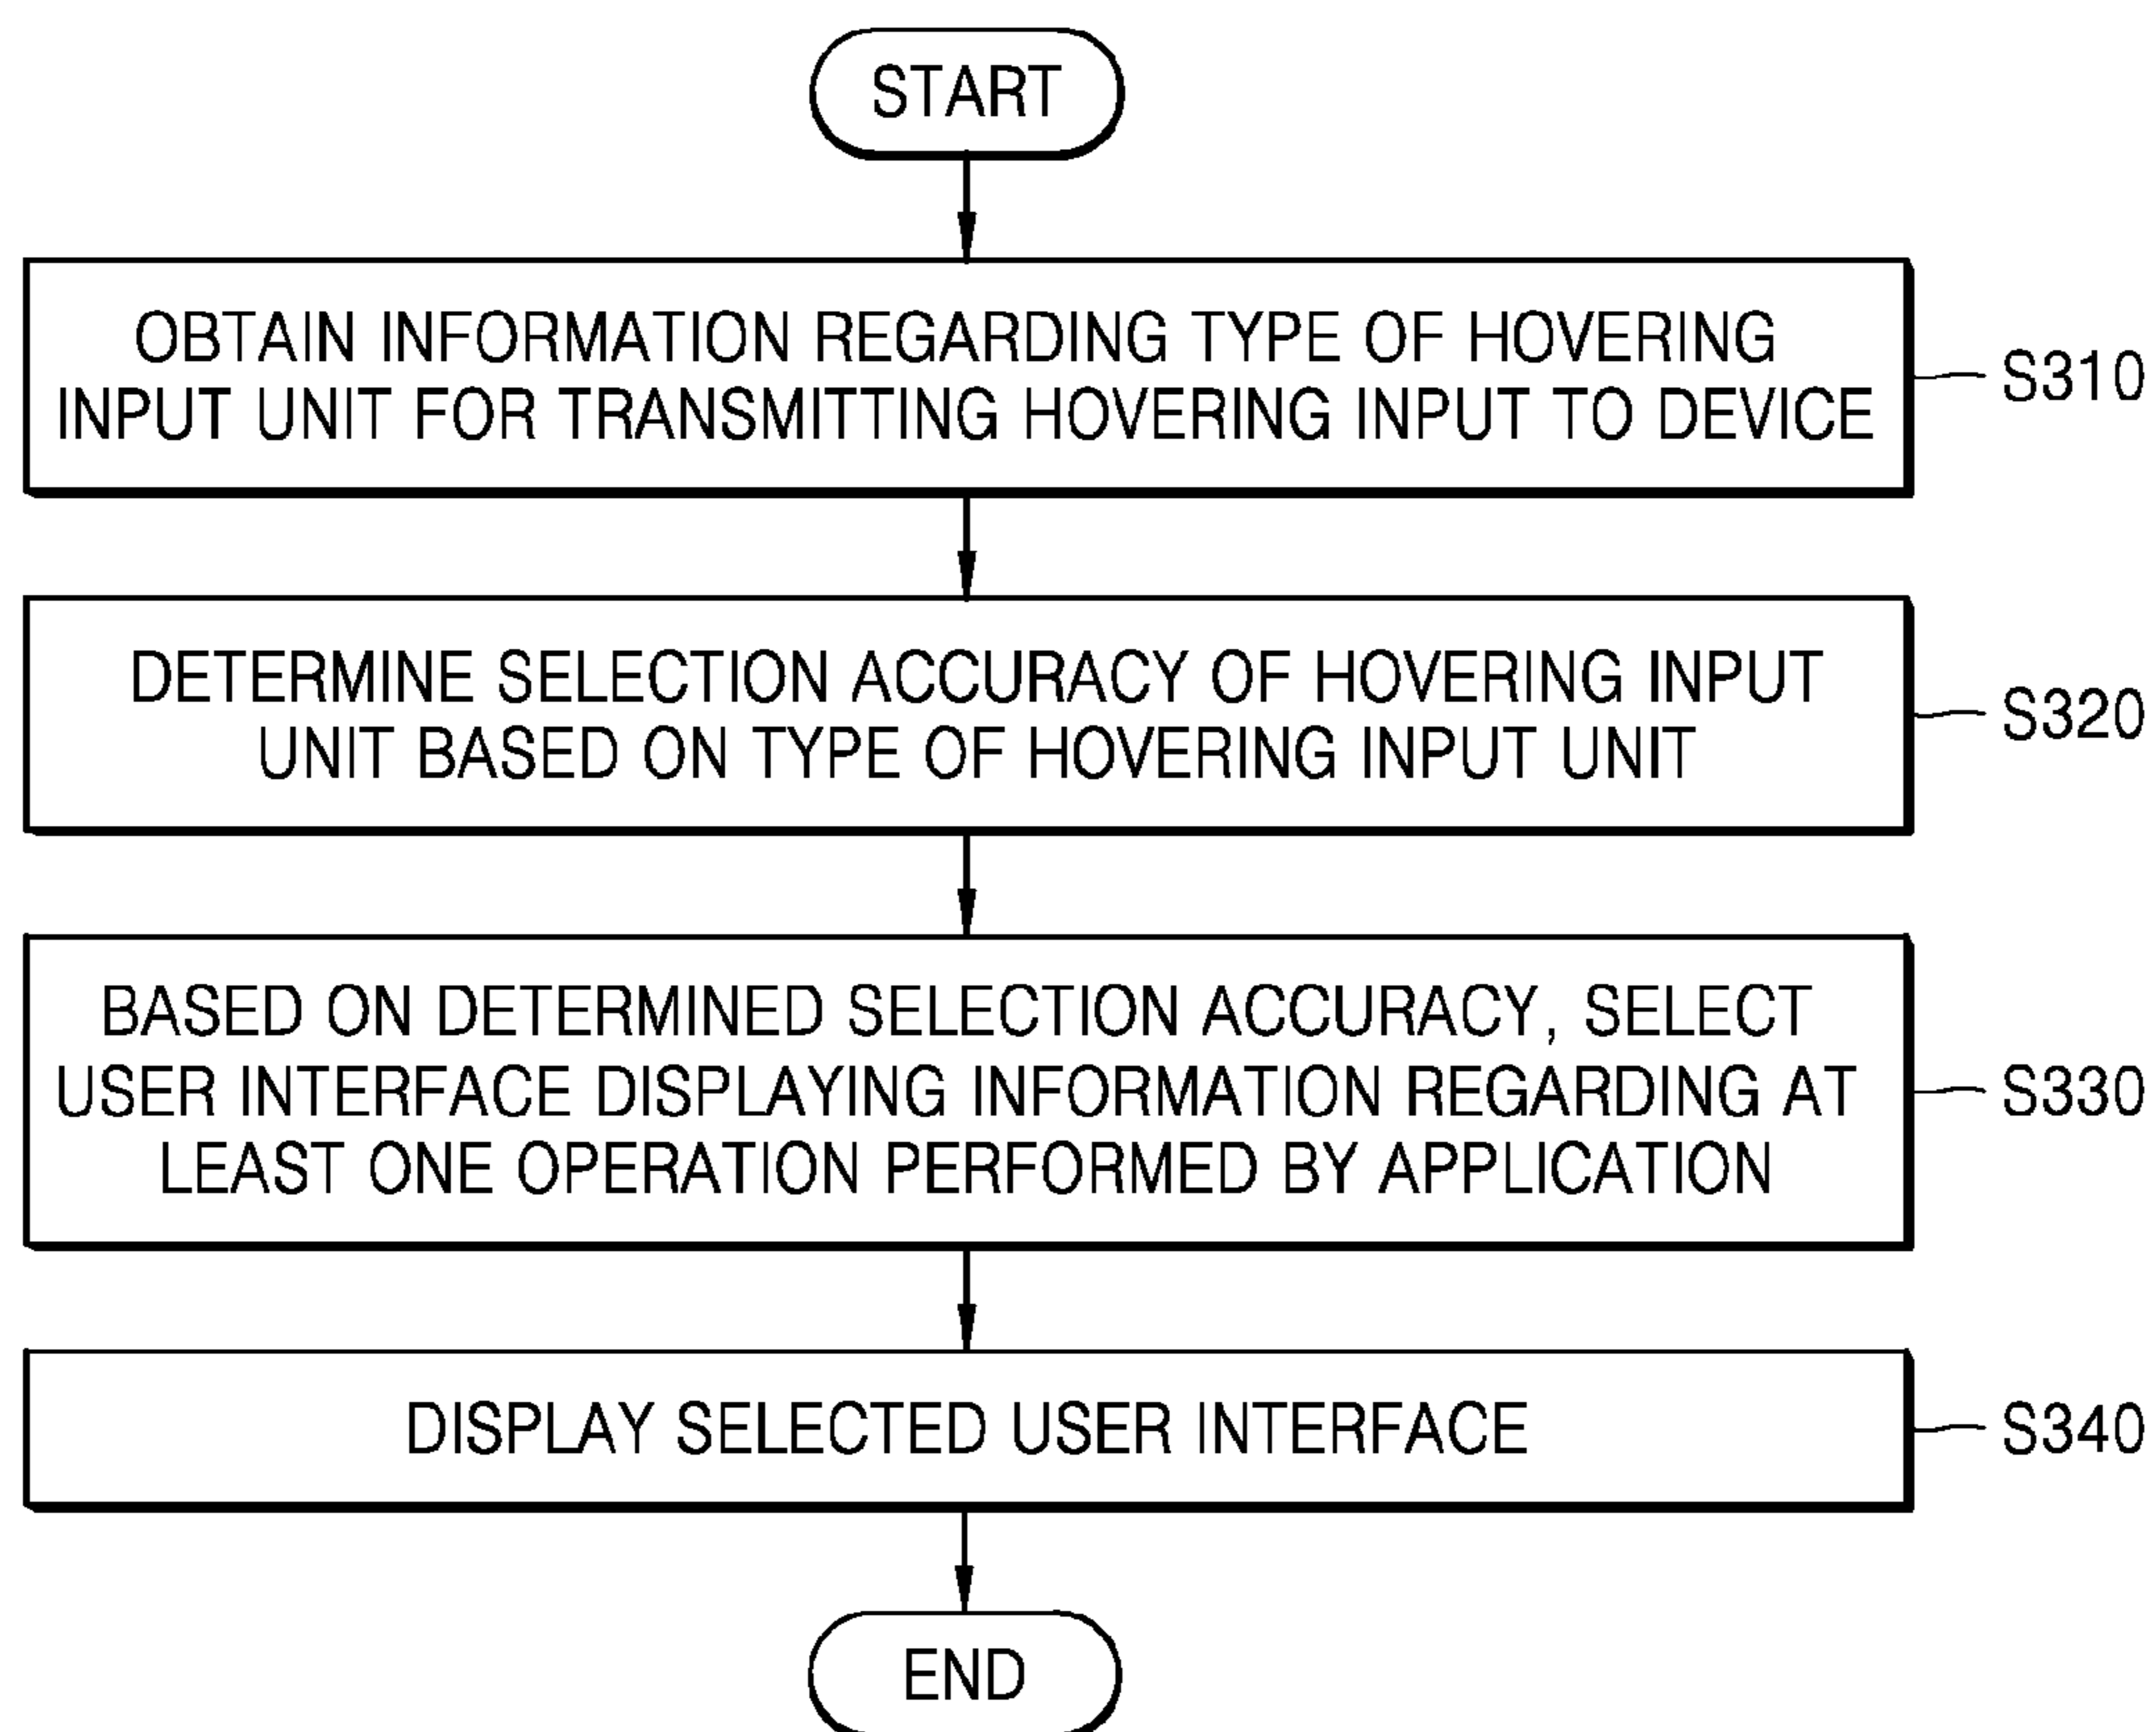 START
OBTAIN INFORMATION REGARDING TYPE OF HOVERING
INPUT UNIT FOR TRANSMITTING HOVERING INPUT TO DEVICE
S310
DETERMINE SELECTION ACCURACY OF HOVERING INPUT
UNIT BASED ON TYPE OF HOVERING INPUT UNIT
S320
BASED ON DETERMINED SELECTION ACCURACY, SELECT
USER INTERFACE DISPLAYING INFORMATION REGARDING AT
LEAST ONE OPERATION PERFORMED BY APPLICATION
S330
DISPLAY SELECTED USER INTERFACE
S340
END